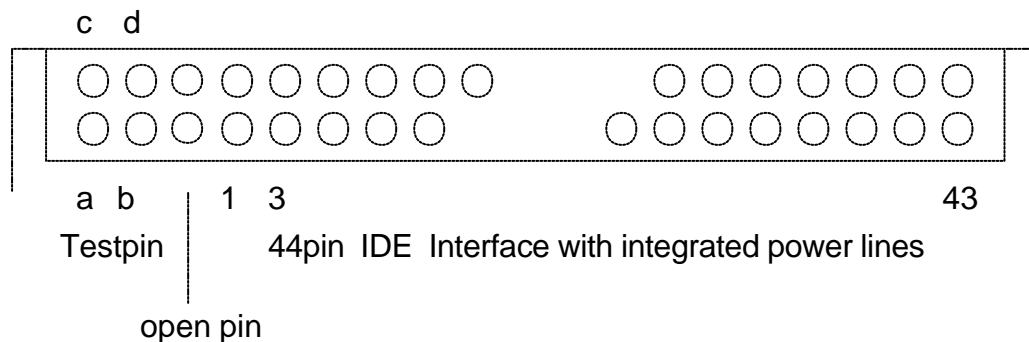 c d
a b 1 3 43
Testpin 44pin IDE Interface with integrated power lines
open pin